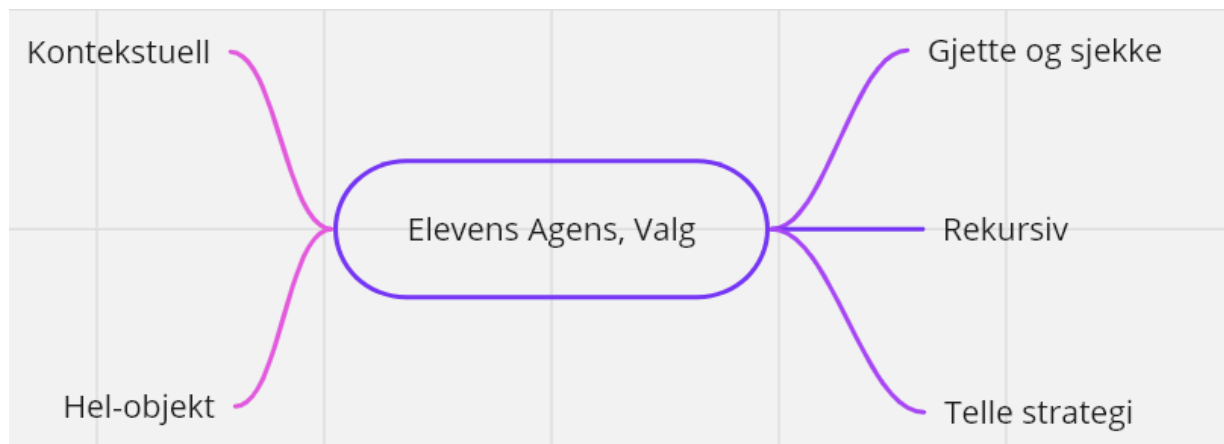 Kontekstuell
Gjette og sjekke
Elevens Agens, Valg
Rekursiv
Hel-objekt
Telle strategi